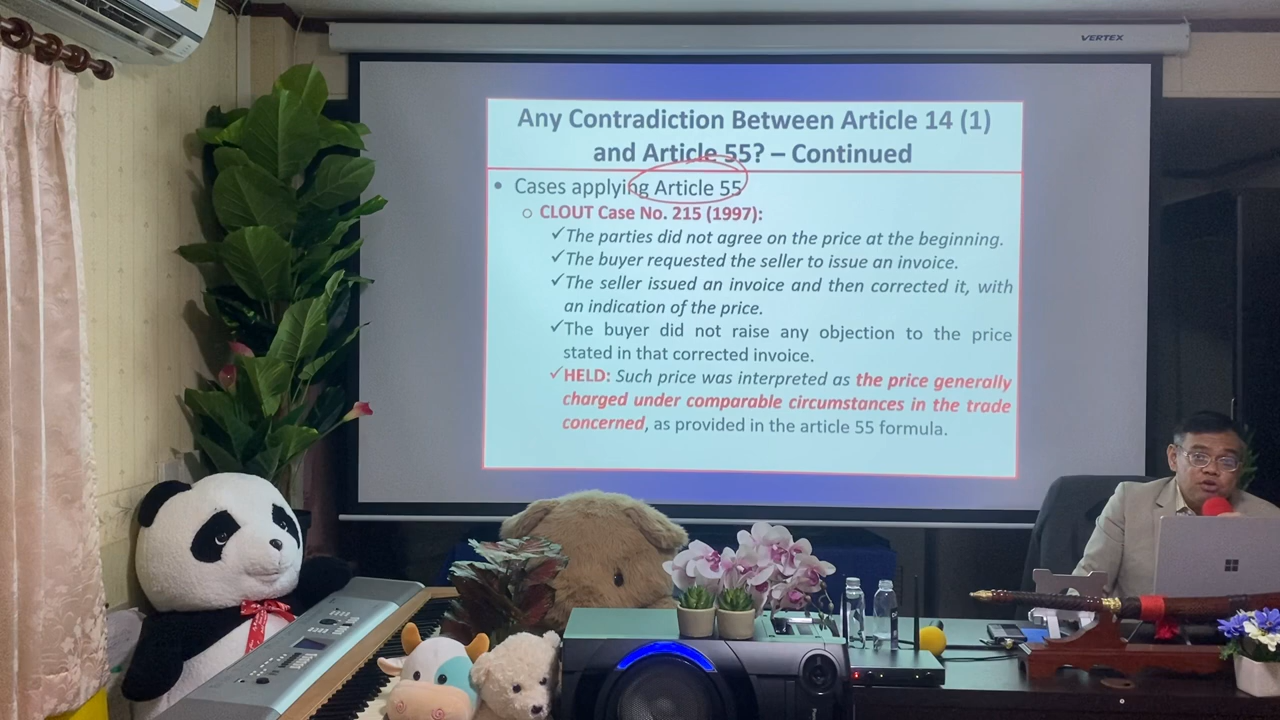 VERTEX
Any Contradiction Between Article 14 (1)
and Article 55? – Continued
• Cases applying Article 55
o CLOUT Case No. 215 (1997):
✓The parties did not agree on the price at the beginning.
✓The buyer requested the seller to issue an invoice.
✓The seller issued an invoice and then corrected it, with
an indication of the price.
✓The buyer did not raise any objection to the price
stated in that corrected invoice.
✓HELD: Such price was interpreted as the price generally
charged under comparable circumstances in the trade
concerned, as provided in the article 55 formula.